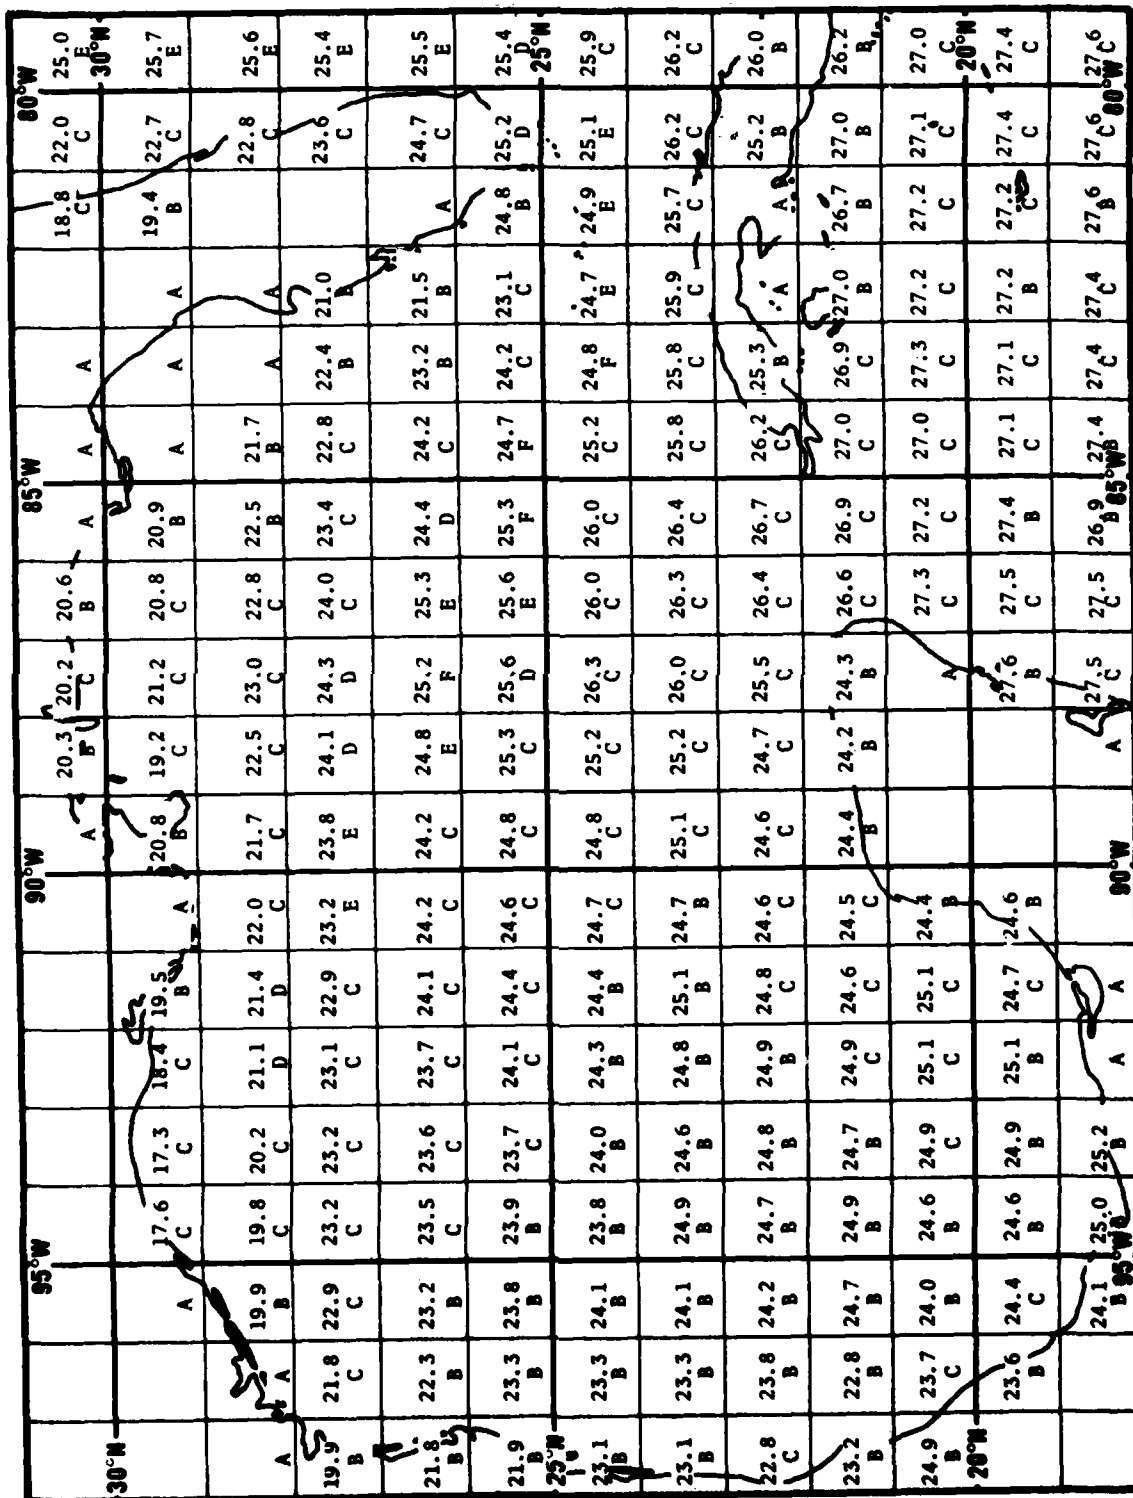 95°W 90°W 85°W 80°W
20.3 20.2 20.6 18.8 22.0 25.0
A B C B A A A C C E
30°N 30°N
17.6 17.3 18.4 19.5 20.8 19.2 21.2 20.8 20.9 19.4 22.7 25.7
A C C C B A B C C C B A A A B C E
19.9 19.8 20.2 21.1 21.4 22.0 21.7 22.5 23.0 22.8 22.5 21.7 22.8 25.6
A A B C C D D C C C C C B B A A C E
19.9 21.8 22.9 23.2 23.2 23.1 22.9 23.2 23.8 24.1 24.3 24.0 23.4 22.8 22.4 21.0 23.6 25.4
B C C C C C C E E D D C C C B B C E
21.8 22.3 23.2 23.5 23.6 23.7 24.1 24.2 24.2 24.8 25.2 25.3 24.4 24.2 23.2 21.5 24.7 25.5
B B B C C C C C C E F E D C B B A C E
21.9 23.3 23.8 23.9 23.7 24.1 24.4 24.6 24.8 25.3 25.6 25.6 25.3 24.7 24.2 23.1 24.8 25.2 25.4
B B B B C C C C C C D E F F C C B D D
25°N 25°N
23.1 23.3 24.1 23.8 24.0 24.3 24.4 24.7 24.8 25.2 26.3 26.0 26.0 25.2 24.8 24.7 24.9 25.1 25.9
B B B B B B B C C C C C C C F E E E C
23.1 23.3 24.1 24.9 24.6 24.8 25.1 24.7 25.1 25.2 26.0 26.3 26.4 25.8 25.8 25.9 25.7 26.2 26.2
B B B B B B B B C C C C C C C C C C C
22.8 23.8 24.2 24.7 24.8 24.9 24.8 24.6 24.6 24.7 25.5 26.4 26.7 26.2 25.3 25.2 26.0
C B B B B B C C C C C C C C B A A B B
23.2 22.8 24.7 24.9 24.7 24.9 24.6 24.5 24.4 24.2 24.3 26.6 26.9 27.0 26.9 27.0 26.7 27.0 26.2
B B B B B C C C B B B C C C C B B B B
24.9 23.7 24.0 24.6 24.9 25.1 25.1 24.4 27.3 27.2 27.0 27.3 27.2 27.2 27.1 27.0
B C B B C C C B A C C C C C C C C
20°N 20°N
23.6 24.4 24.6 24.9 25.1 24.7 24.6 27.6 27.5 27.4 27.1 27.1 27.2 27.2 27.4 27.4
B C B B B C B B C B C C B C C C
24.1 25.0 25.2 27.5 27.5 26.9 27.4 27.4 27.4 27.6 27.6 27.6
B B B A A A C C B B C C B C C
95°W 90°W 85°W 80°W